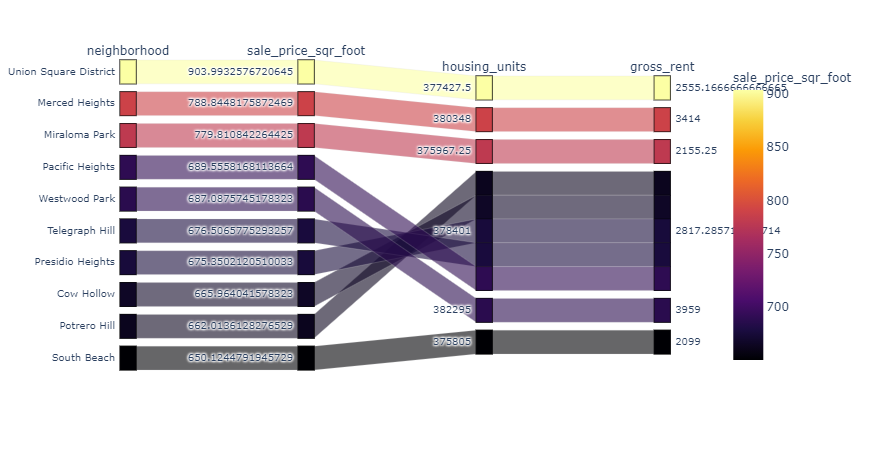 neighborhood
sale_price_sqr_foot
housing_units
gross_rent
sale_price_sqr_foot
Union Square District
903.9932576720645
377427.5
2555.1666666666665
900
Merced Heights
788.8448175872469
380348
3414
Miraloma Park
779.810842264425
375967.25
2155.25
850
Pacific Heights
689.5558168113664
Westwood Park
687.0875745178323
800
Telegraph Hill
676.5065775293257
378401
2817.285714
Presidio Heights
675.3502120510033
750
Cow Hollow
665.964041578323
382295
3959
700
Potrero Hill
662.0136128276529
375805
2099
South Beach
650.1244791945729